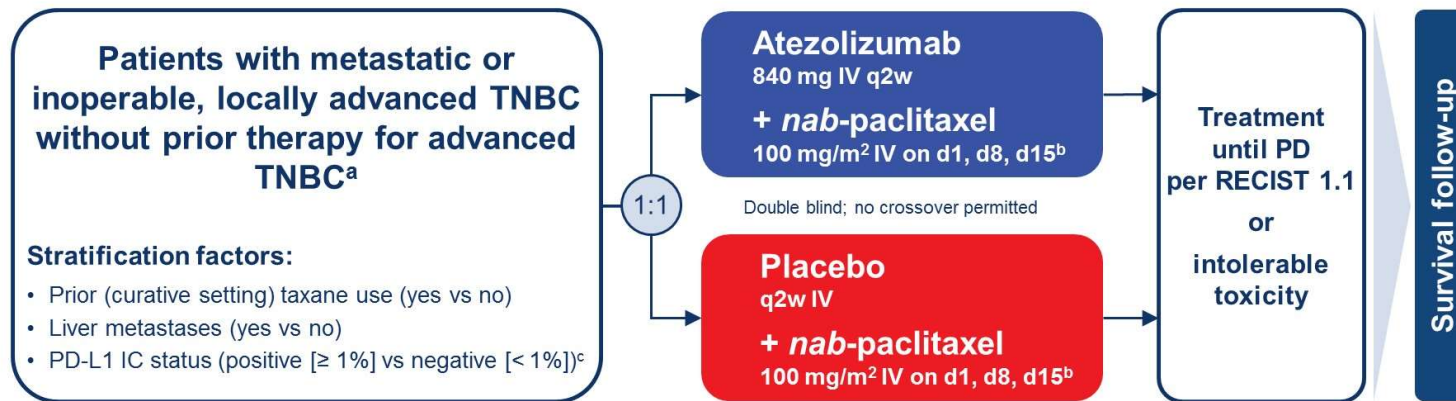 Patients with metastatic or
inoperable, locally advanced TNBC
without prior therapy for advanced
TNBCᵃ
Stratification factors:
• Prior (curative setting) taxane use (yes vs no)
• Liver metastases (yes vs no)
• PD-L1 IC status (positive [≥ 1%] vs negative [< 1%])ᶜ
1:1
Atezolizumab
840 mg IV q2w
+ nab-paclitaxel
100 mg/m² IV on d1, d8, d15ᵇ
Double blind; no crossover permitted
Placebo
q2w IV
+ nab-paclitaxel
100 mg/m² IV on d1, d8, d15ᵇ
Treatment
until PD
per RECIST 1.1
or
intolerable
toxicity
Survival follow-up